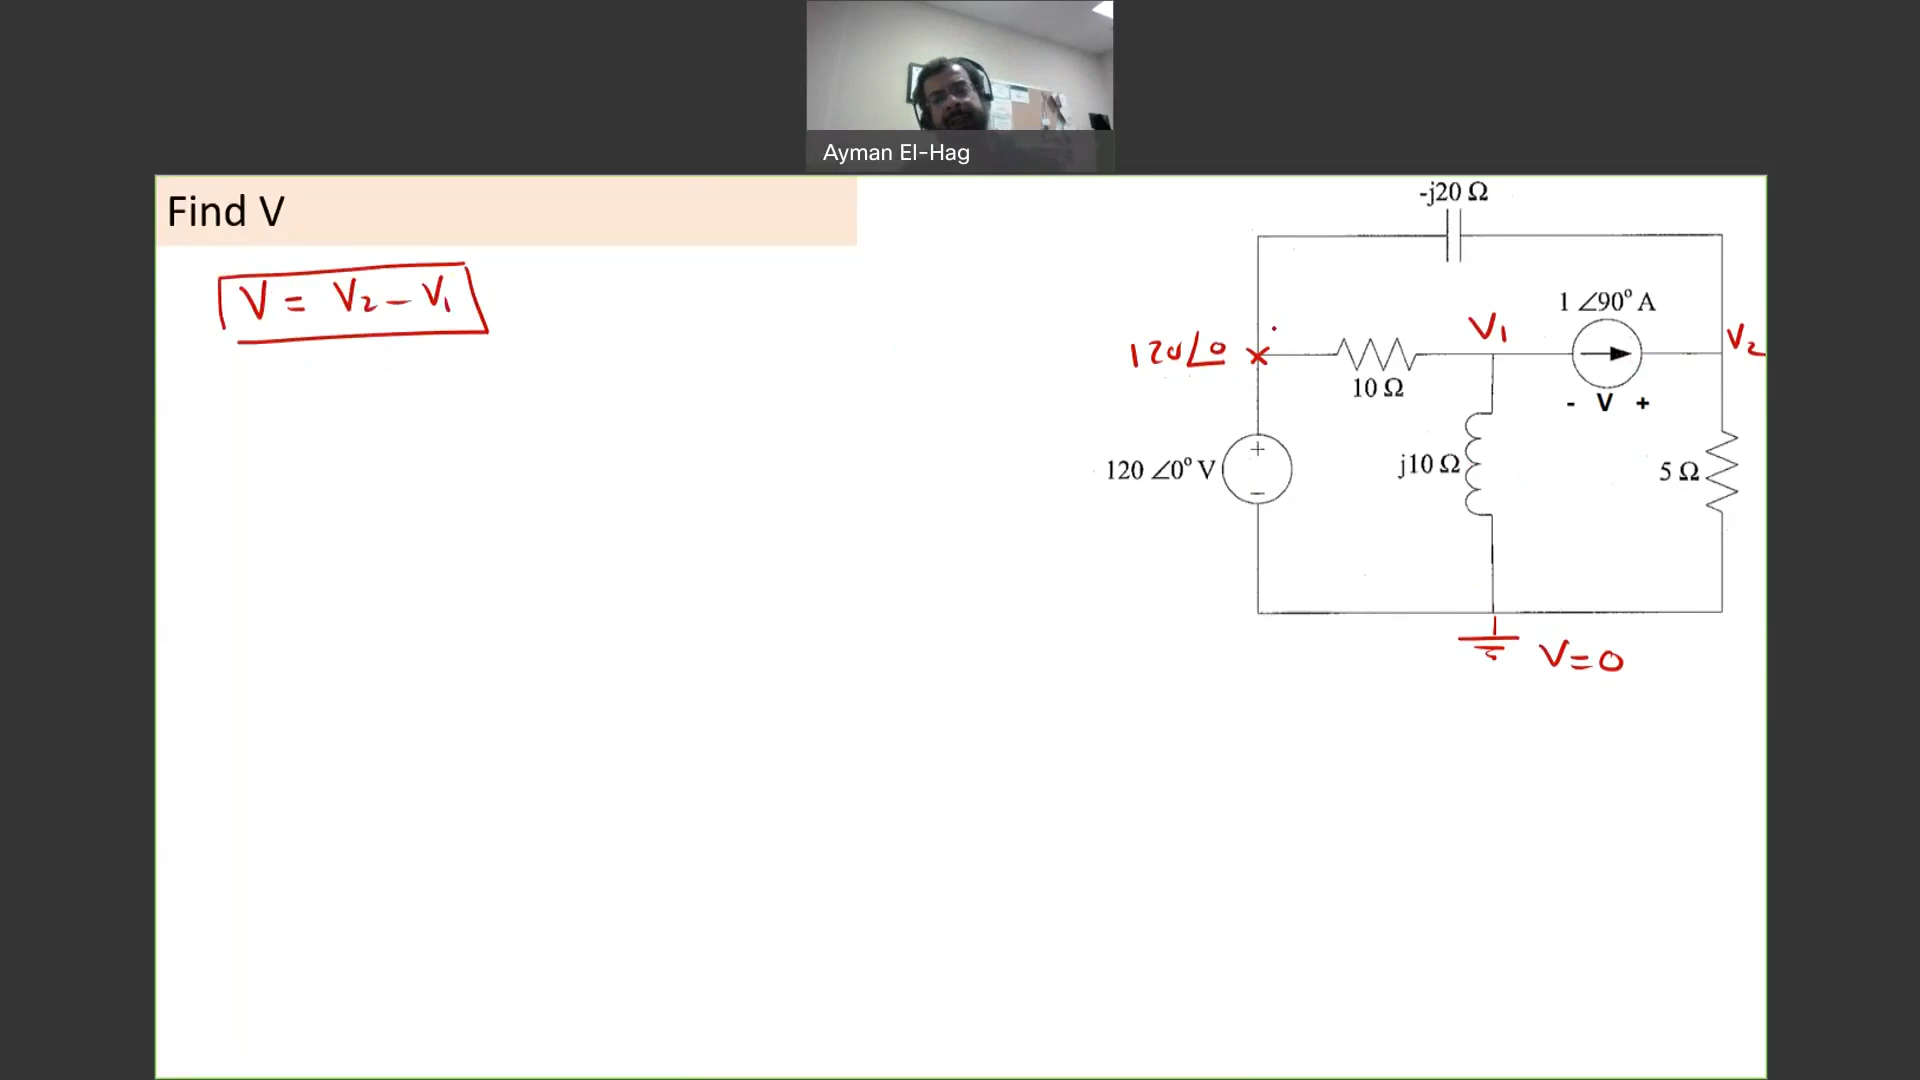 Ayman El-Hag
Find V
V = V2 - V1
-j20 Ω
1 ∠90° A
V1
V2
120∠0
10 Ω
- V +
120 ∠0° V
+
−
j10 Ω
5 Ω
V=0